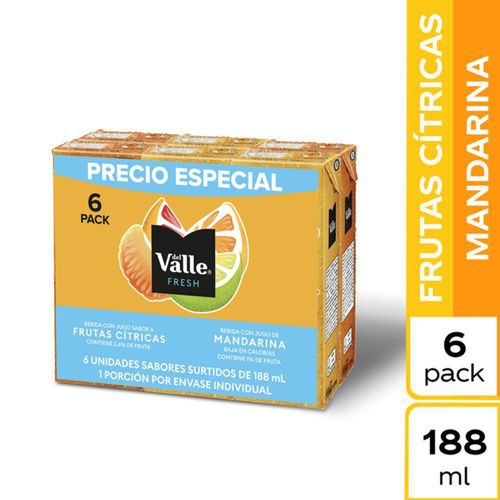 PRECIO ESPECIAL
6
PACK
del
Valle®
FRESH
BEBIDA CON JUGO SABOR A
FRUTAS CÍTRICAS
CONTIENE 2,6% DE FRUTA
BEBIDA CON JUGO DE
MANDARINA
BAJA EN CALORÍAS
CONTIENE 1% DE FRUTA
6 UNIDADES SABORES SURTIDOS DE 188 mL
1 PORCIÓN POR ENVASE INDIVIDUAL
FRUTAS CÍTRICAS
MANDARINA
6
pack
188
ml